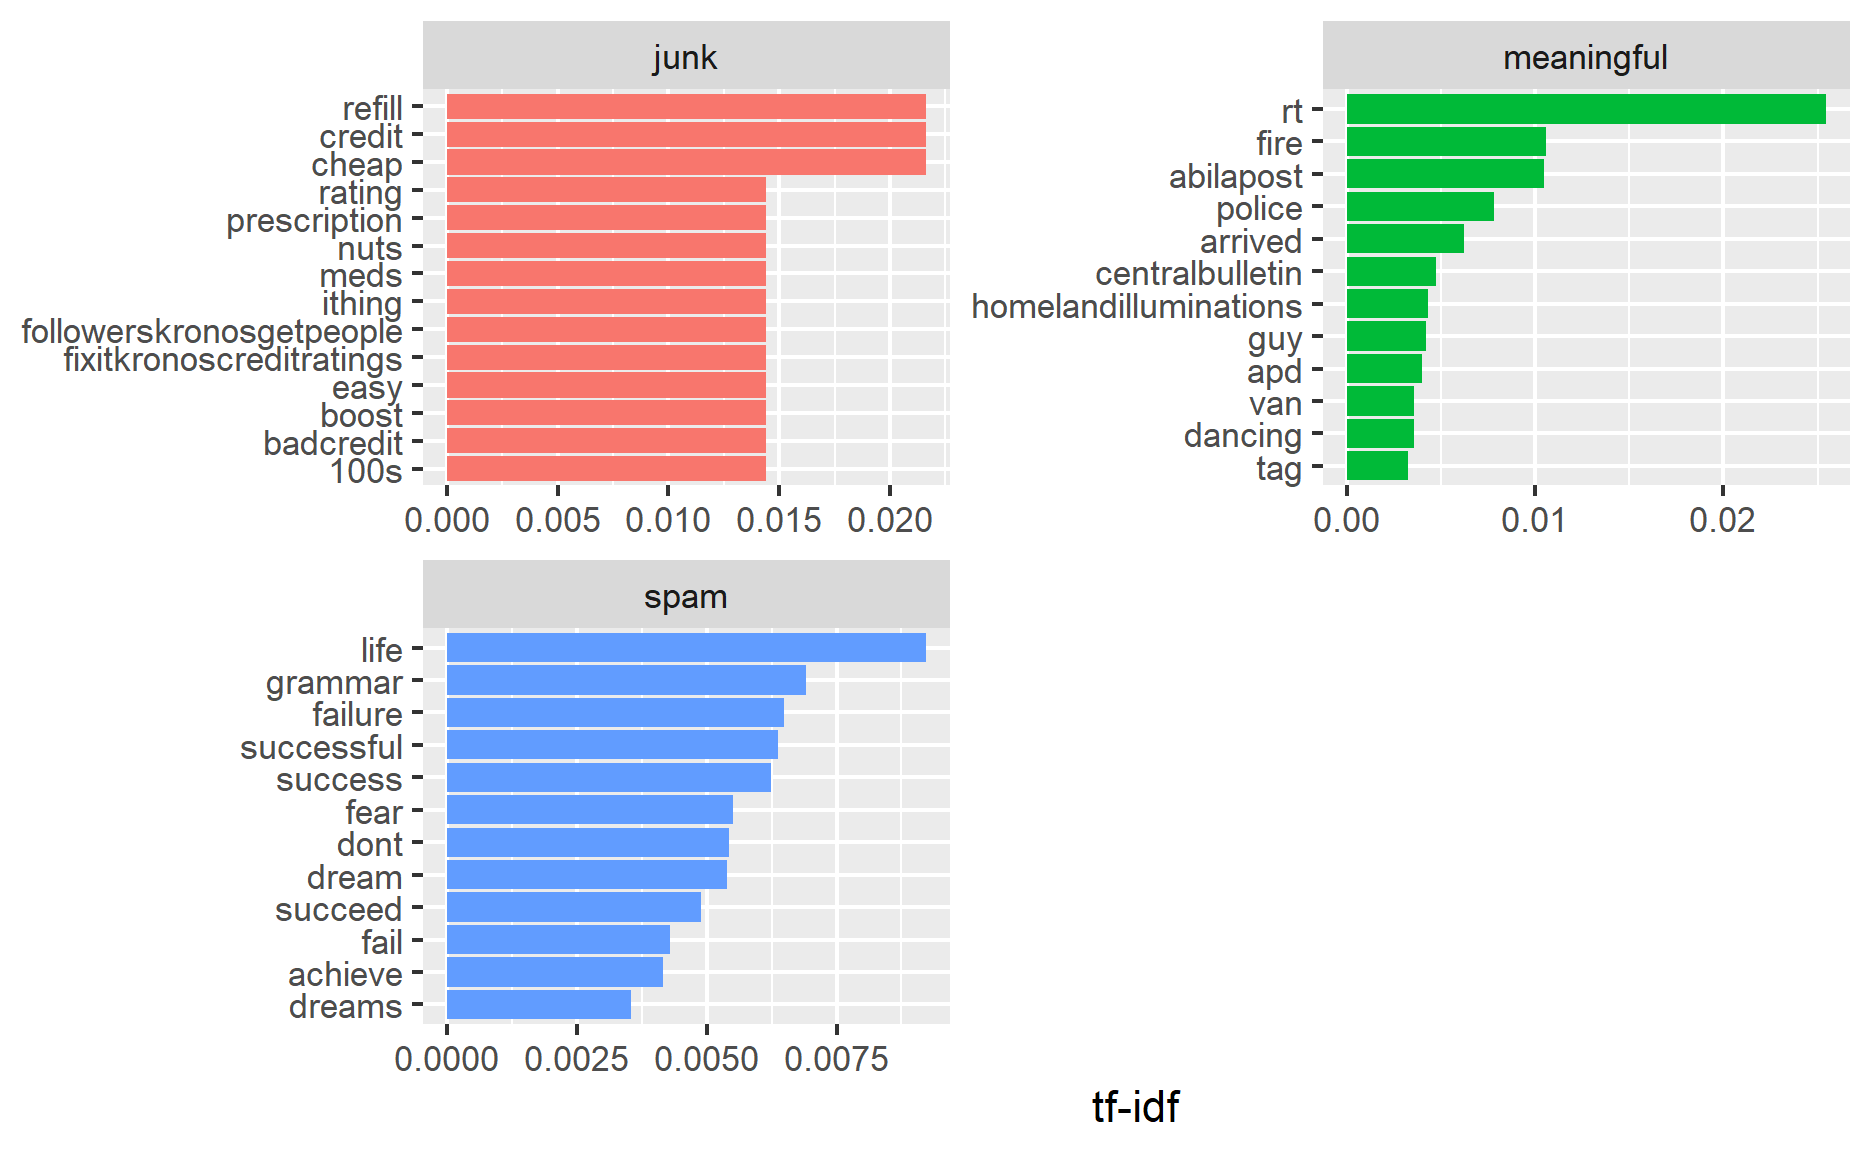 junk
refill
credit
cheap
rating
prescription
nuts
meds
ithing
followerskronosgetpeople
fixitkronoscreditratings
easy
boost
badcredit
100s
0.000 0.005 0.010 0.015 0.020
meaningful
rt
fire
abilapost
police
arrived
centralbulletin
homelandilluminations
guy
apd
van
dancing
tag
0.00 0.01 0.02
spam
life
grammar
failure
successful
success
fear
dont
dream
succeed
fail
achieve
dreams
0.0000 0.0025 0.0050 0.0075
tf-idf